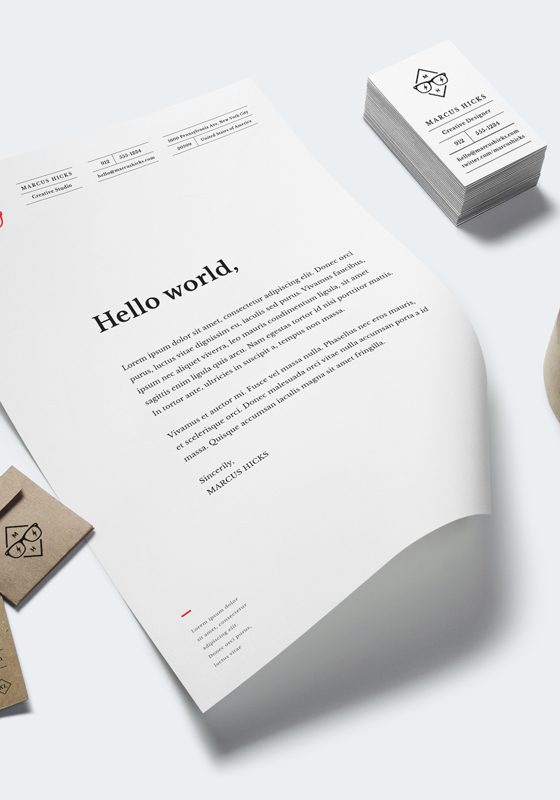 MARCUS HICKS
Creative Studio
912 555-1234
hello@marcushicks.com
1600 Pennsylvania Ave. New York City
20200 United States of America
Hello world,
Lorem ipsum dolor sit amet, consectetur adipiscing elit. Donec orci
purus, luctus vitae dignissim eu, iaculis sed purus. Vivamus faucibus,
ipsum nec aliquet viverra, leo mauris condimentum ligula, sit amet
sagittis enim ligula quis arcu. Nam egestas tortor id nisi porttitor mattis.
In tortor ante, ultricies in suscipit a, tempus non massa.
Vivamus et auctor mi. Fusce vel massa nulla. Phasellus nec eros mauris,
et scelerisque orci. Donec malesuada orci vitae nulla accumsan porta a id
massa. Quisque accumsan iaculis magna sit amet fringilla.
Sincerily,
MARCUS HICKS
Lorem ipsum dolor
sit amet, consectetur
adipiscing elit.
Donec orci purus,
luctus vitae
M
H
MARCUS HICKS
Creative Designer
912 555-1234
hello@marcushicks.com
twitter.com/marcushicks
M
H